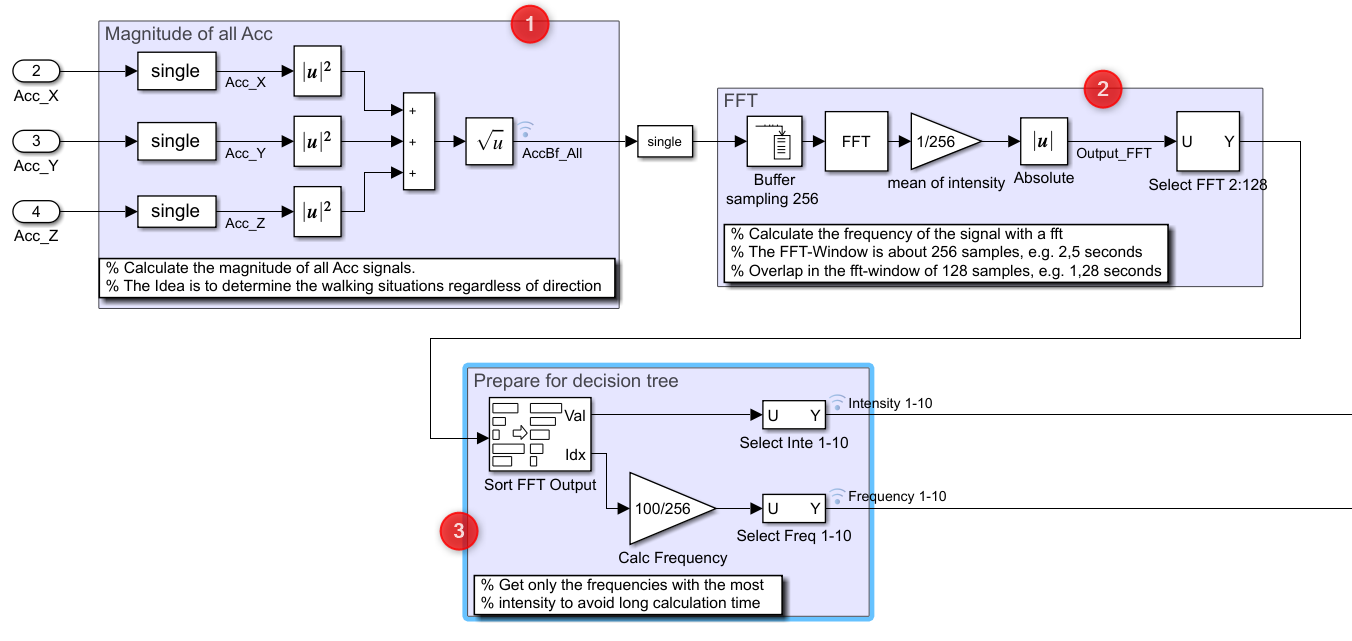 Magnitude of all Acc
1
2
Acc_X
single
Acc_X
|u|²
3
Acc_Y
single
Acc_Y
|u|²
4
Acc_Z
single
Acc_Z
|u|²
+
+
+
√u
AccBf_All
% Calculate the magnitude of all Acc signals.
% The Idea is to determine the walking situations regardless of direction
single
2
FFT
Buffer
sampling 256
FFT
1/256
mean of intensity
|u|
Absolute
Output_FFT
U Y
Select FFT 2:128
% Calculate the frequency of the signal with a fft
% The FFT-Window is about 256 samples, e.g. 2,5 seconds
% Overlap in the fft-window of 128 samples, e.g. 1,28 seconds
3
Prepare for decision tree
Val
Idx
Sort FFT Output
U Y
Select Inte 1-10
Intensity 1-10
100/256
Calc Frequency
U Y
Select Freq 1-10
Frequency 1-10
% Get only the frequencies with the most
% intensity to avoid long calculation time